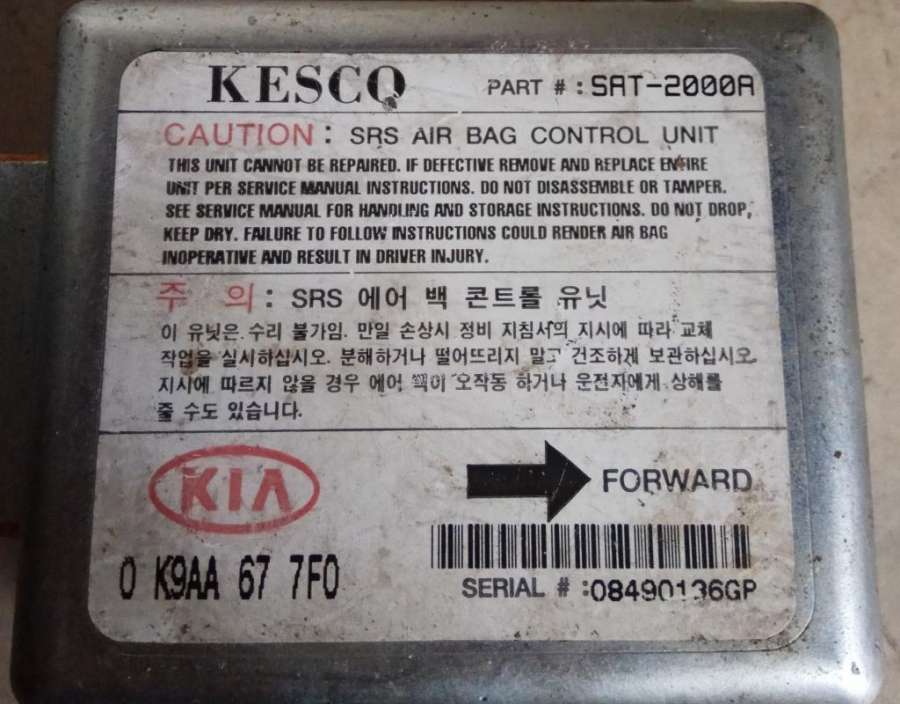 KESCO PART # : SAT-2000A
CAUTION : SRS AIR BAG CONTROL UNIT
THIS UNIT CANNOT BE REPAIRED. IF DEFECTIVE REMOVE AND REPLACE ENTIRE
UNIT PER SERVICE MANUAL INSTRUCTIONS. DO NOT DISASSEMBLE OR TAMPER.
SEE SERVICE MANUAL FOR HANDLING AND STORAGE INSTRUCTIONS. DO NOT DROP,
KEEP DRY. FAILURE TO FOLLOW INSTRUCTIONS COULD RENDER AIR BAG
INOPERATIVE AND RESULT IN DRIVER INJURY.
주 의 : SRS 에어 백 콘트롤 유닛
이 유닛은 수리 불가임. 만일 손상시 정비 지침서의 지시에 따라 교체
작업을 실시하십시오. 분해하거나 떨어뜨리지 말고 건조하게 보관하십시오.
지시에 따르지 않을 경우 에어 백이 오작동 하거나 운전자에게 상해를
줄 수도 있습니다.
KIA
FORWARD
0 K9AA 67 7F0
SERIAL # : 08490136GP